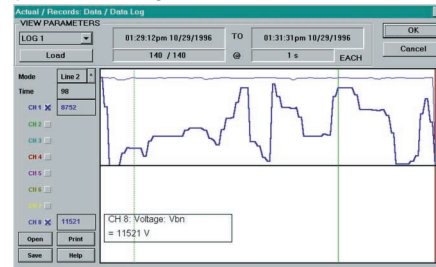 Actual / Records: Data / Data Log
VIEW PARAMETERS
LOG 1
01:29:12pm 10/29/1996
TO
01:31:31pm 10/29/1996
OK
Load
140 / 140
@
1 s
EACH
Cancel
Mode
Line 2
Time
98
CH 1
8752
CH 2
CH 3
CH 4
CH 5
CH 6
CH 8
11521
CH 8: Voltage: Vbn
= 11521 V
Open
Print
Save
Help